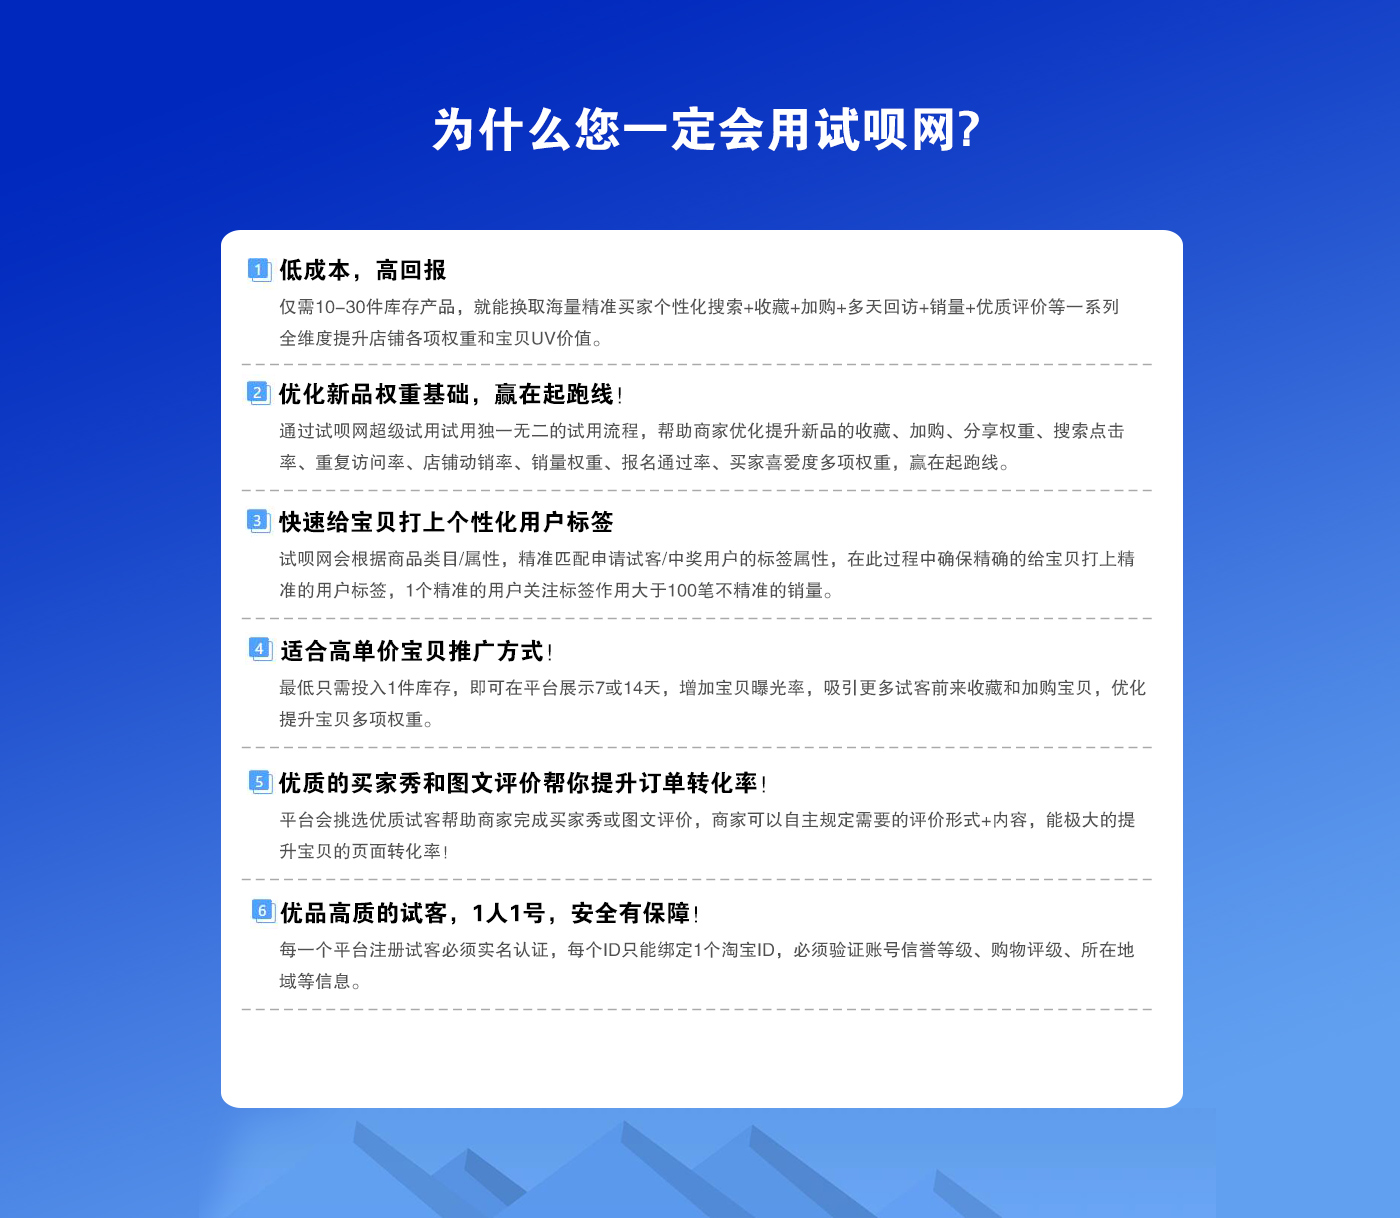 为什么您一定会用试呗网?
1 低成本，高回报
仅需10-30件库存产品，就能换取海量精准买家个性化搜索+收藏+加购+多天回访+销量+优质评价等一系列
全维度提升店铺各项权重和宝贝UV价值。
2 优化新品权重基础，赢在起跑线！
通过试呗网超级试用试用独一无二的试用流程，帮助商家优化提升新品的收藏、加购、分享权重、搜索点击
率、重复访问率、店铺动销率、销量权重、报名通过率、买家喜爱度多项权重，赢在起跑线。
3 快速给宝贝打上个性化用户标签
试呗网会根据商品类目/属性，精准匹配申请试客/中奖用户的标签属性，在此过程中确保精确的给宝贝打上精
准的用户标签，1个精准的用户关注标签作用大于100笔不精准的销量。
4 适合高单价宝贝推广方式！
最低只需投入1件库存，即可在平台展示7或14天，增加宝贝曝光率，吸引更多试客前来收藏和加购宝贝，优化
提升宝贝多项权重。
5 优质的买家秀和图文评价帮你提升订单转化率！
平台会挑选优质试客帮助商家完成买家秀或图文评价，商家可以自主规定需要的评价形式+内容，能极大的提
升宝贝的页面转化率！
6 优品高质的试客，1人1号，安全有保障！
每一个平台注册试客必须实名认证，每个ID只能绑定1个淘宝ID，必须验证账号信誉等级、购物评级、所在地
域等信息。